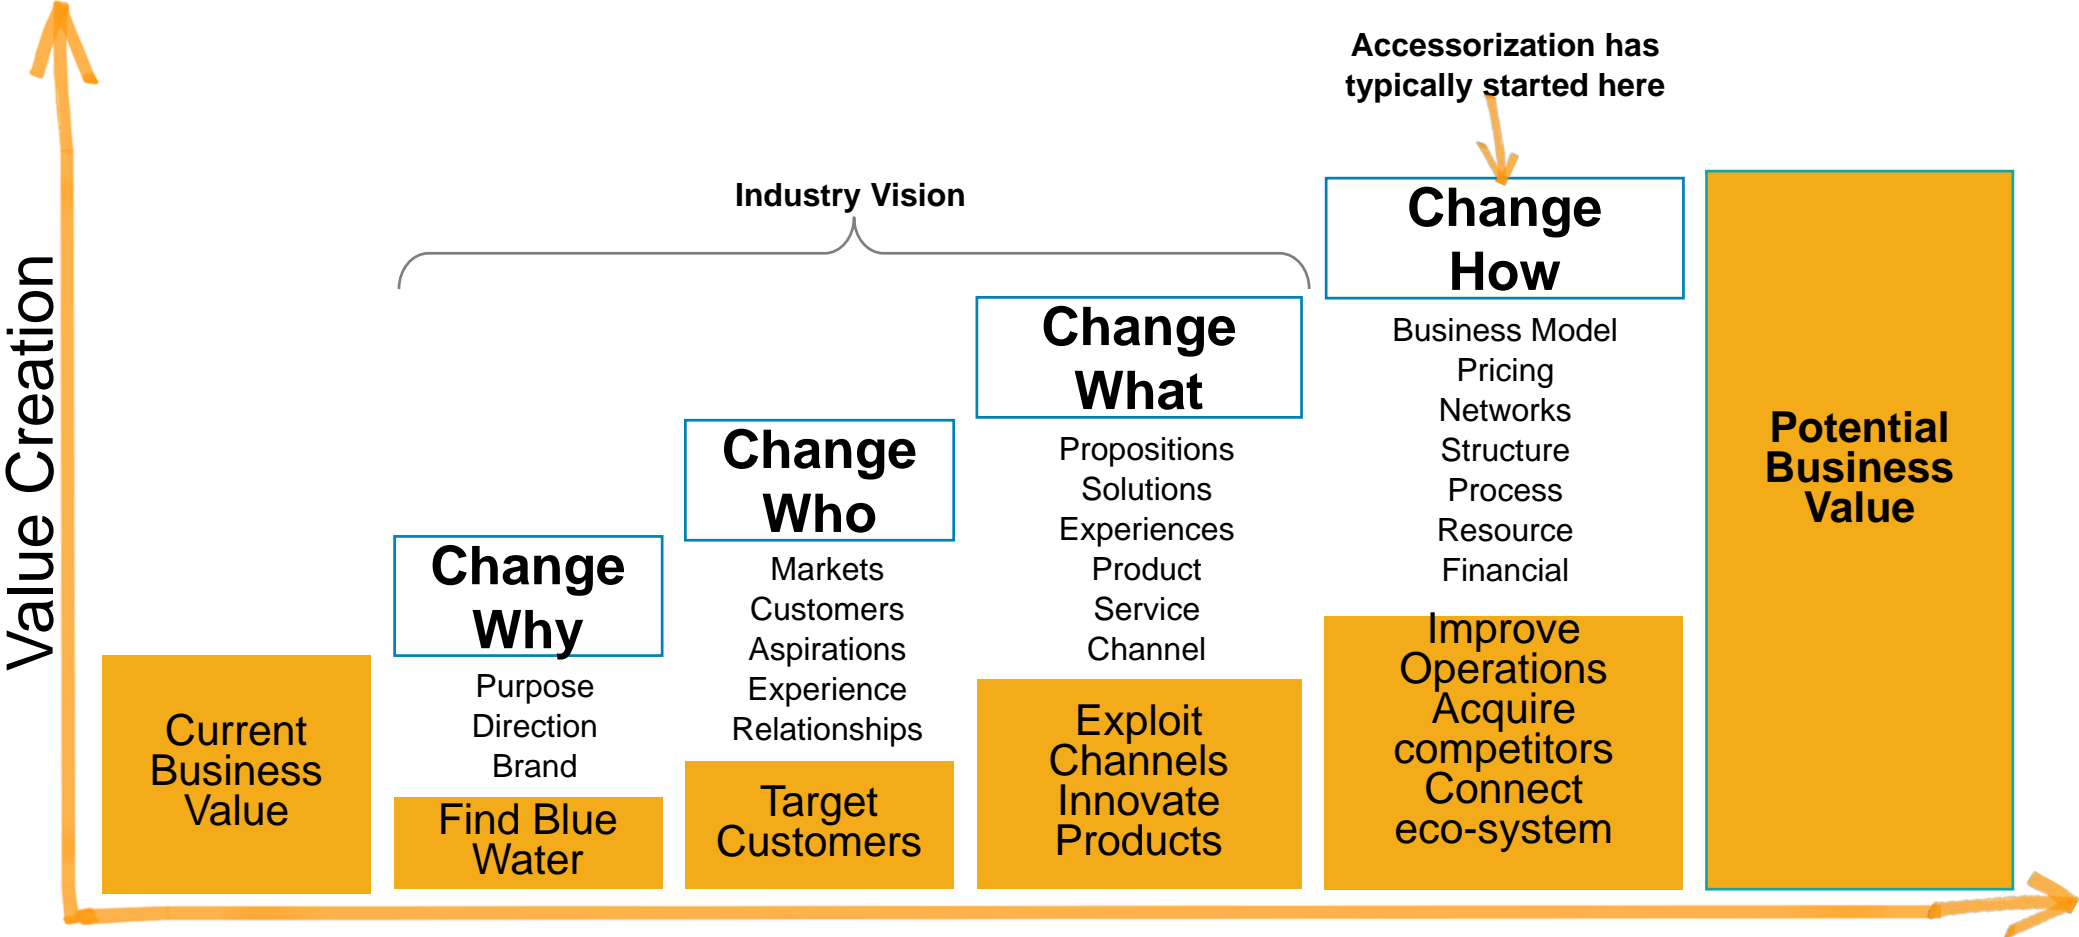 Accessorization has
typically started here
Industry Vision
Value Creation
Current
Business
Value
Change
Why
Purpose
Direction
Brand
Find Blue
Water
Change
Who
Markets
Customers
Aspirations
Experience
Relationships
Target
Customers
Change
What
Propositions
Solutions
Experiences
Product
Service
Channel
Exploit
Channels
Innovate
Products
Change
How
Business Model
Pricing
Networks
Structure
Process
Resource
Financial
Improve
Operations
Acquire
competitors
Connect
eco-system
Potential
Business
Value